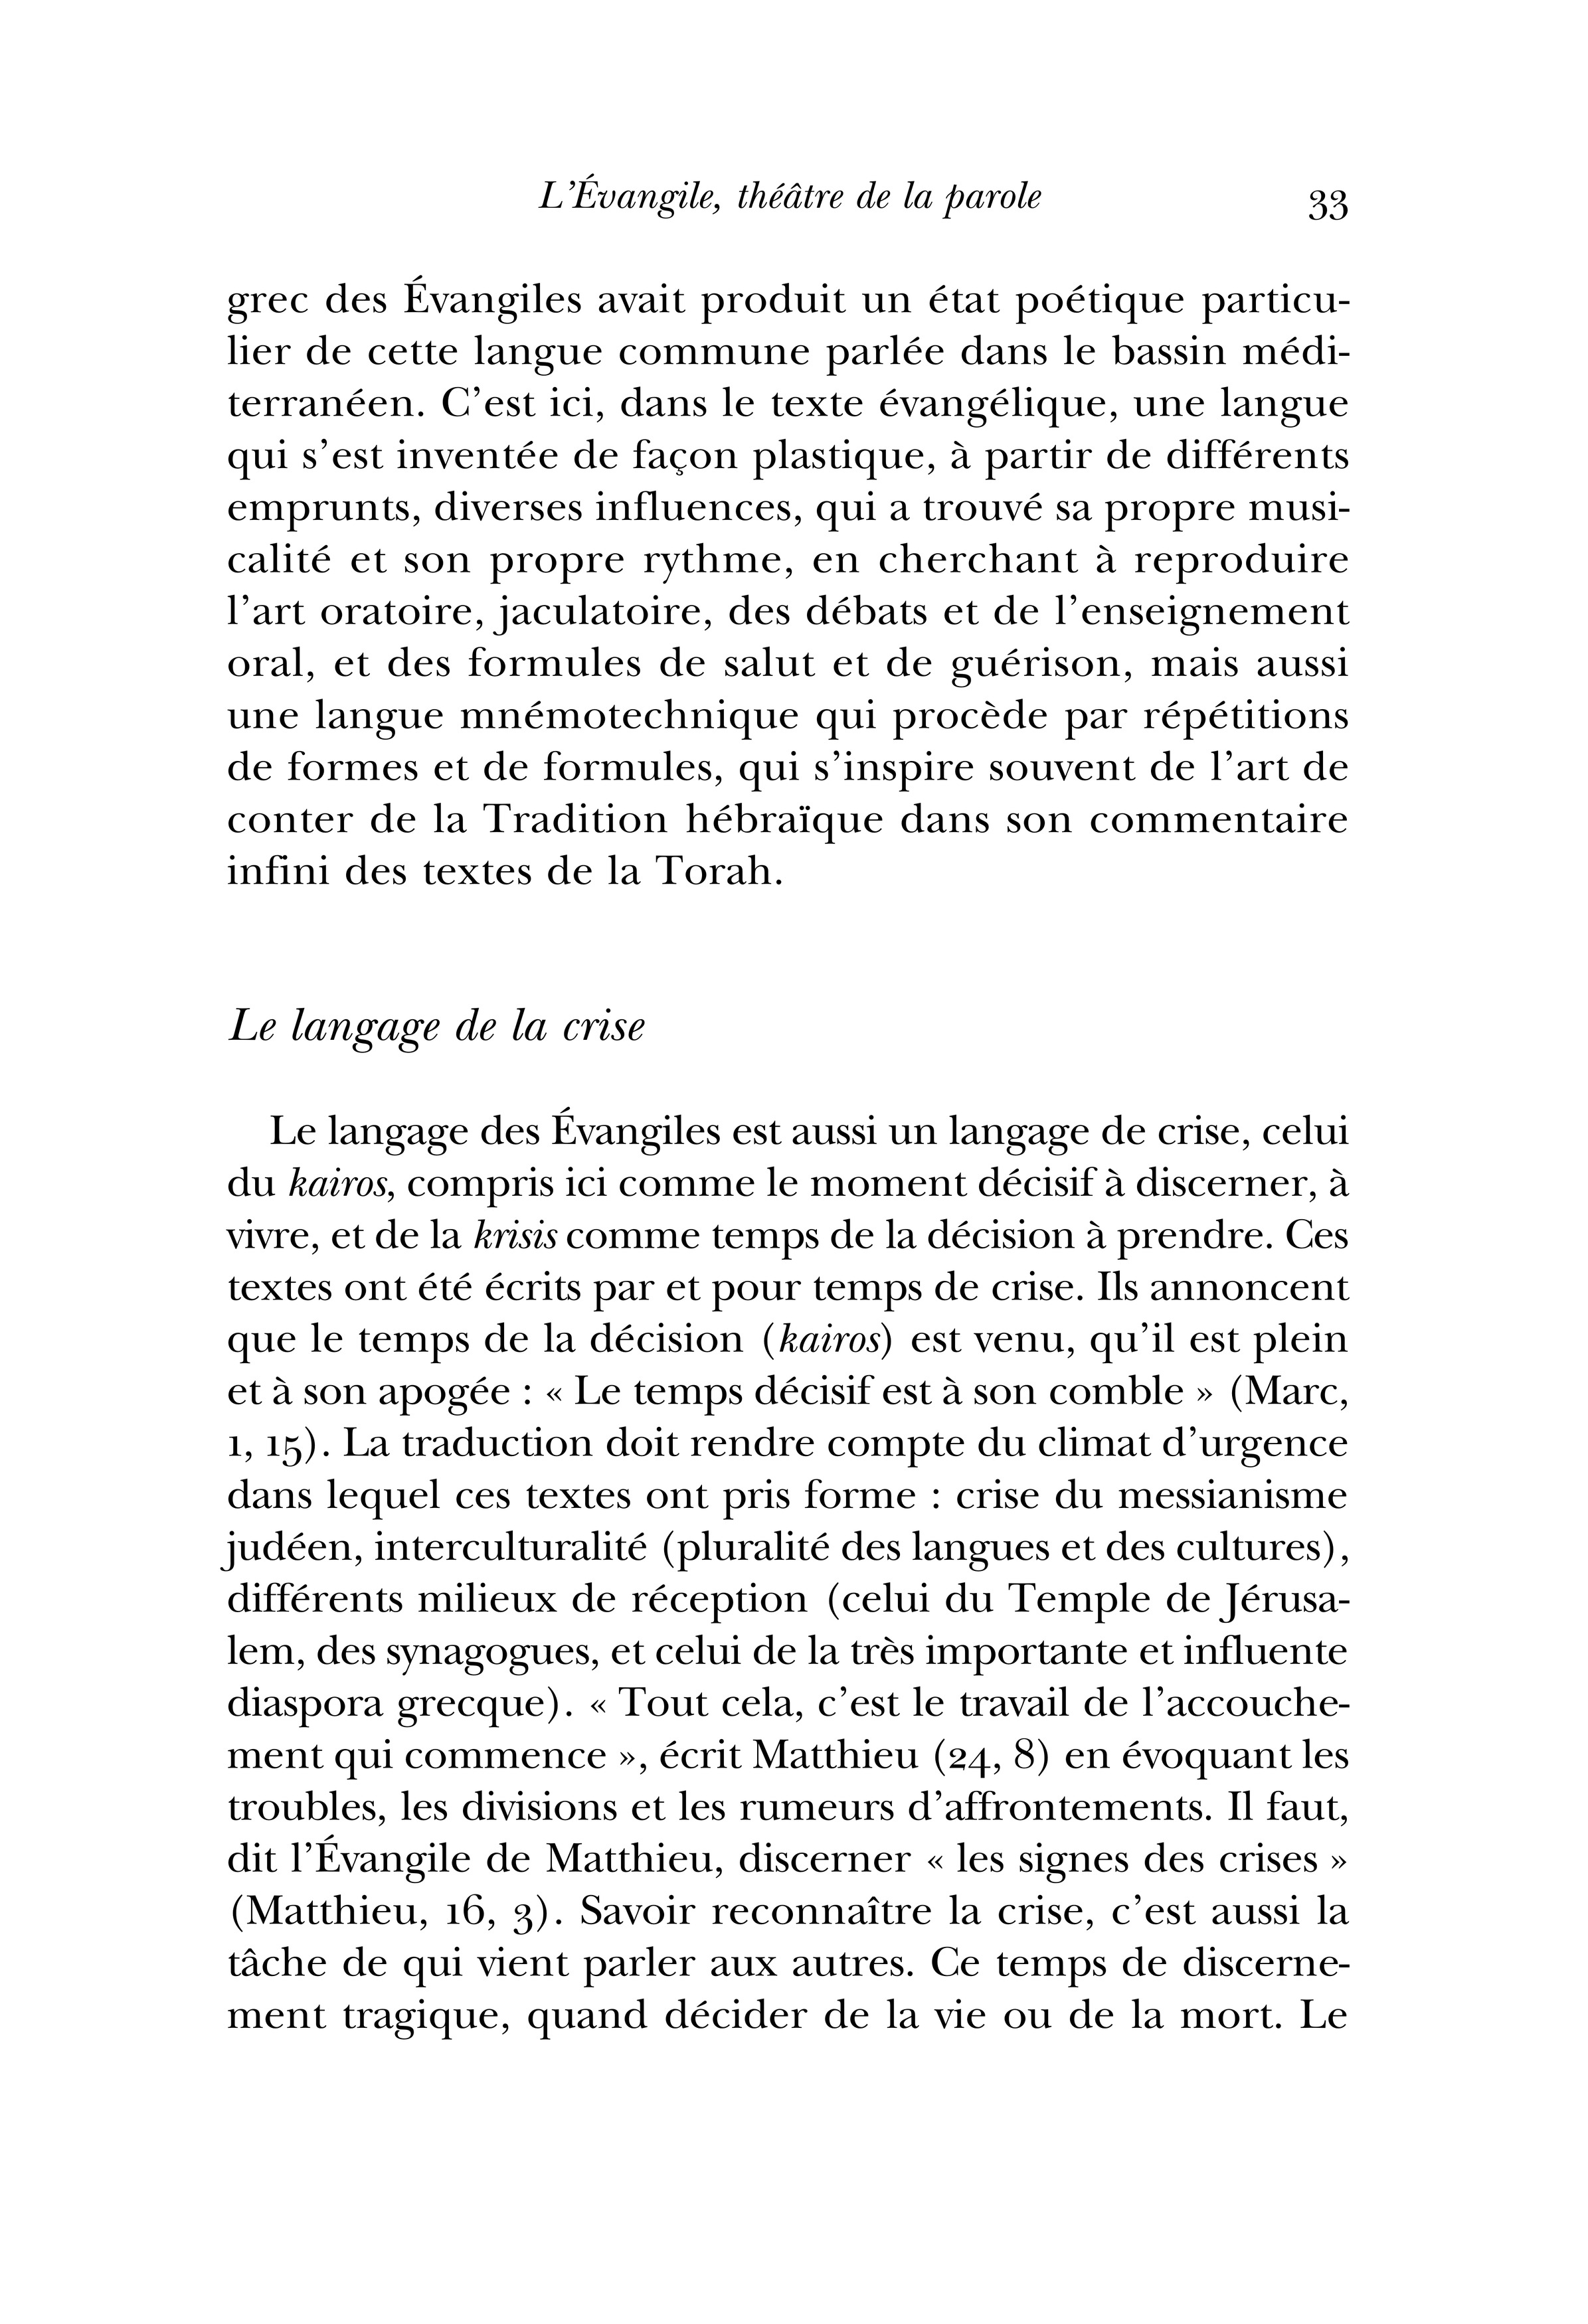 L’Évangile, théâtre de la parole 33
grec des Évangiles avait produit un état poétique particu-
lier de cette langue commune parlée dans le bassin médi-
terranéen. C’est ici, dans le texte évangélique, une langue
qui s’est inventée de façon plastique, à partir de différents
emprunts, diverses influences, qui a trouvé sa propre musi-
calité et son propre rythme, en cherchant à reproduire
l’art oratoire, jaculatoire, des débats et de l’enseignement
oral, et des formules de salut et de guérison, mais aussi
une langue mnémotechnique qui procède par répétitions
de formes et de formules, qui s’inspire souvent de l’art de
conter de la Tradition hébraïque dans son commentaire
infini des textes de la Torah.
Le langage de la crise
Le langage des Évangiles est aussi un langage de crise, celui
du kairos, compris ici comme le moment décisif à discerner, à
vivre, et de la krisis comme temps de la décision à prendre. Ces
textes ont été écrits par et pour temps de crise. Ils annoncent
que le temps de la décision (kairos) est venu, qu’il est plein
et à son apogée : « Le temps décisif est à son comble » (Marc,
1, 15). La traduction doit rendre compte du climat d’urgence
dans lequel ces textes ont pris forme : crise du messianisme
judéen, interculturalité (pluralité des langues et des cultures),
différents milieux de réception (celui du Temple de Jérusa-
lem, des synagogues, et celui de la très importante et influente
diaspora grecque). « Tout cela, c’est le travail de l’accouche-
ment qui commence », écrit Matthieu (24, 8) en évoquant les
troubles, les divisions et les rumeurs d’affrontements. Il faut,
dit l’Évangile de Matthieu, discerner « les signes des crises »
(Matthieu, 16, 3). Savoir reconnaître la crise, c’est aussi la
tâche de qui vient parler aux autres. Ce temps de discerne-
ment tragique, quand décider de la vie ou de la mort. Le